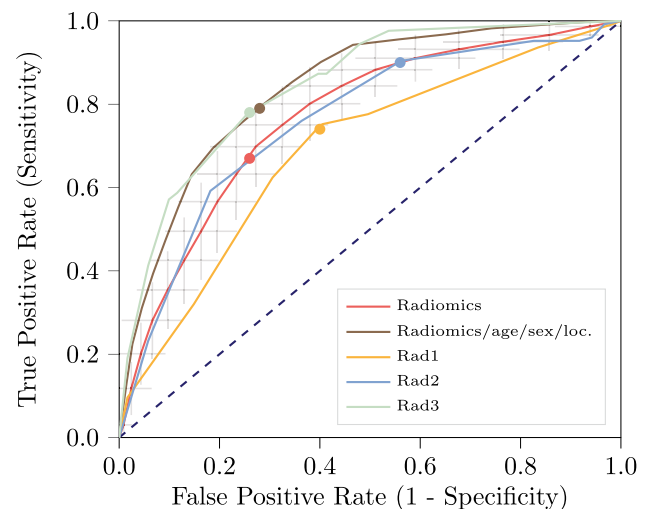 True Positive Rate (Sensitivity)
1.0
0.8
0.6
0.4
0.2
0.0
Radiomics
Radiomics/age/sex/loc.
Rad1
Rad2
Rad3
0.0 0.2 0.4 0.6 0.8 1.0
False Positive Rate (1 - Specificity)